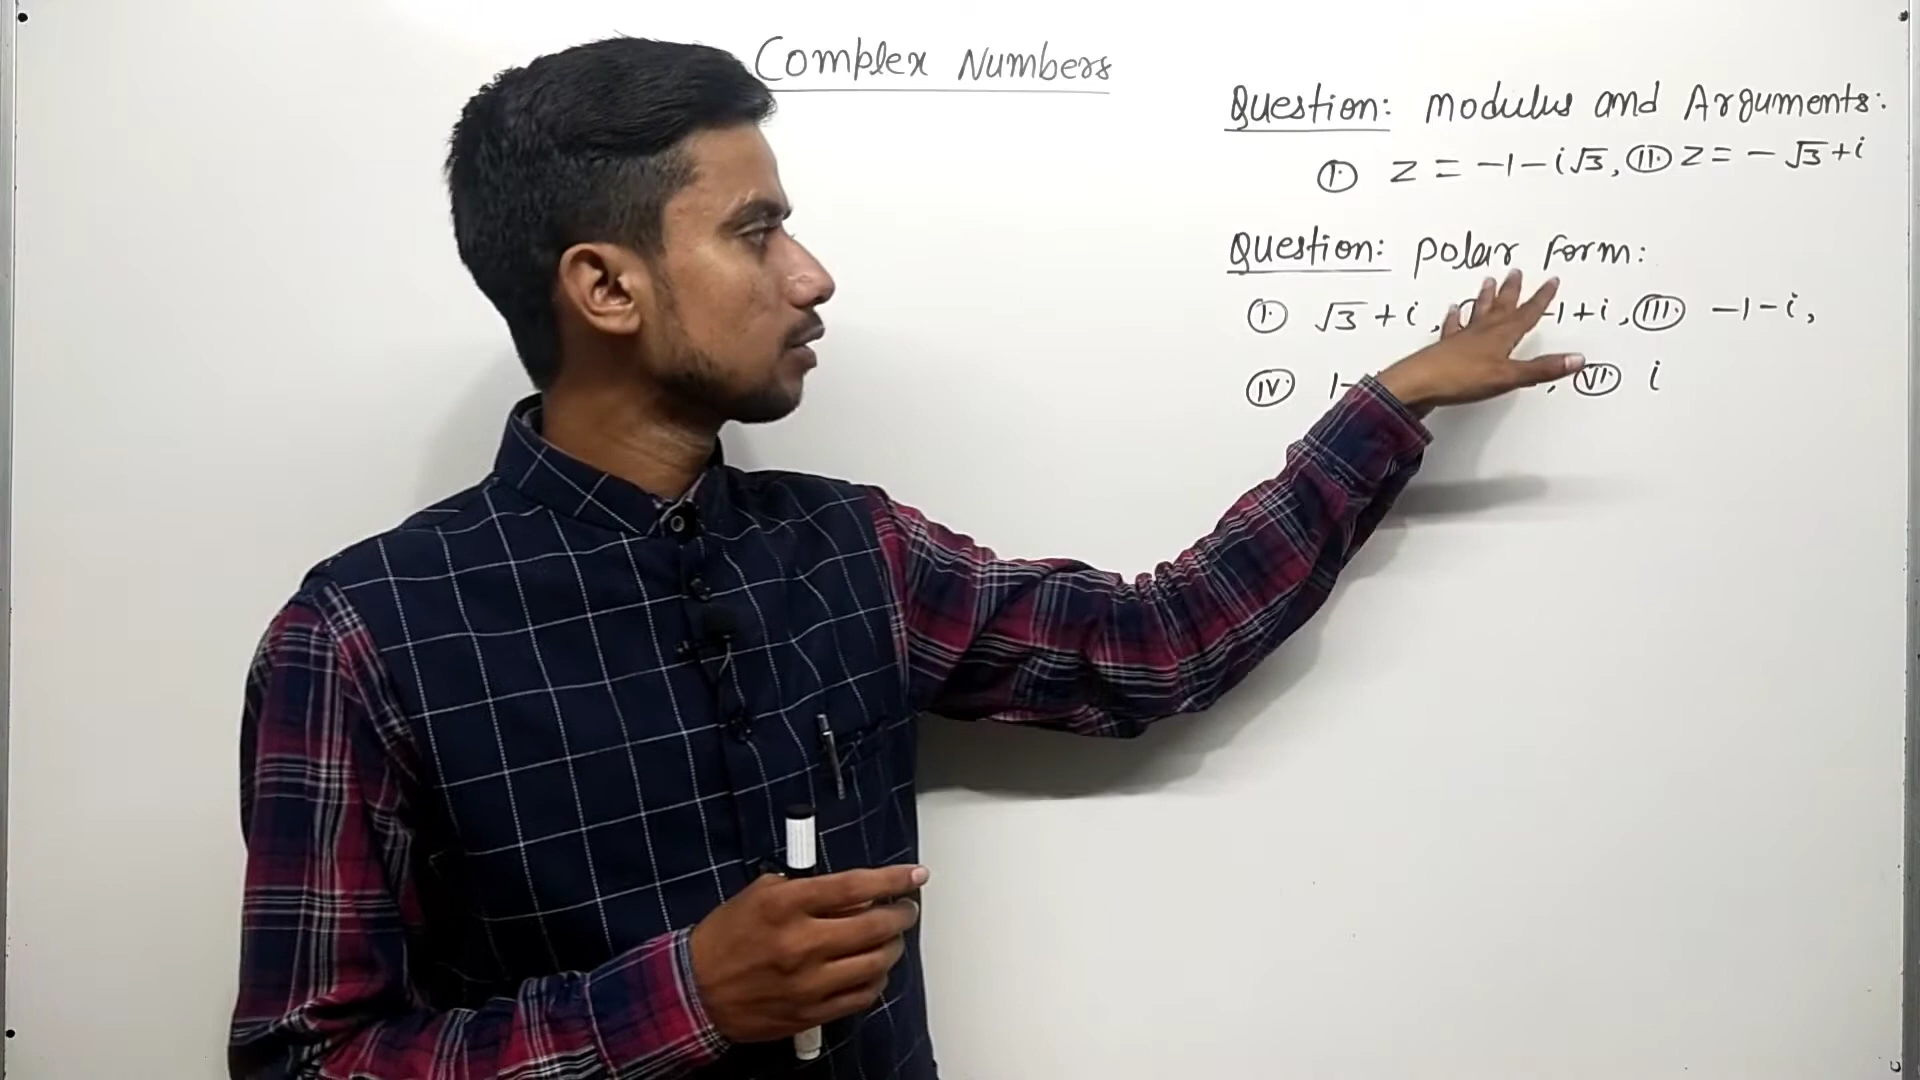 Complex Numbers
Question: Modulus and Arguments:
(I.) z = -1-i√3, (II.) z = -√3+i
Question: Polar form:
(I.) √3+i, -1+i, (III.) -1-i,
(IV.) 1- , (VI.) i